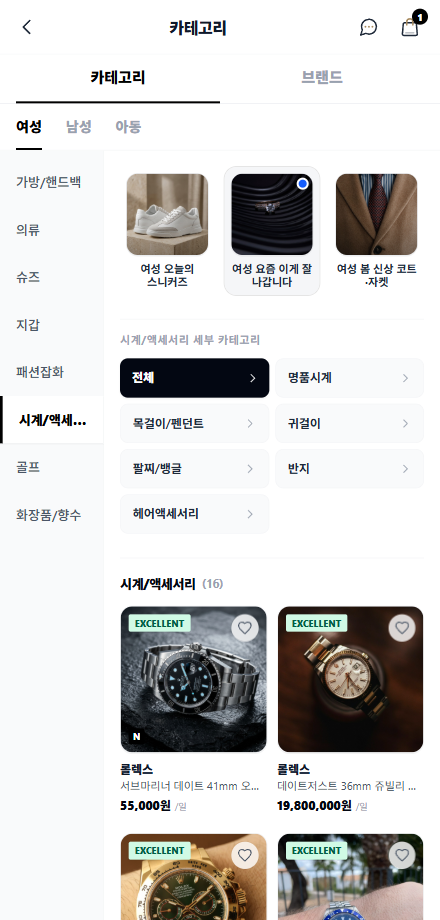 카테고리
1
카테고리
브랜드
여성
남성
아동
가방/핸드백
의류
슈즈
지갑
패션잡화
시계/액세...
골프
화장품/향수
여성 오늘의
스니커즈
여성 요즘 이게 잘
나갑니다
여성 봄 신상 코트
·자켓
시계/액세서리 세부 카테고리
전체
명품시계
목걸이/펜던트
귀걸이
팔찌/뱅글
반지
헤어액세서리
시계/액세서리 (16)
EXCELLENT
N
롤렉스
서브마리너 데이트 41mm 오...
55,000원 /일
EXCELLENT
롤렉스
데이트저스트 36mm 쥬빌리 ...
19,800,000원 /월
EXCELLENT
EXCELLENT